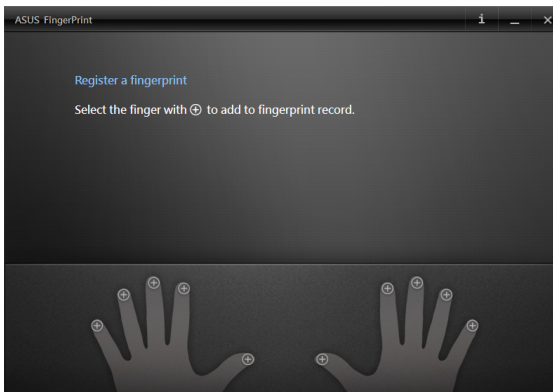 ASUS FingerPrint
Register a fingerprint
Select the finger with ⊕ to add to fingerprint record.